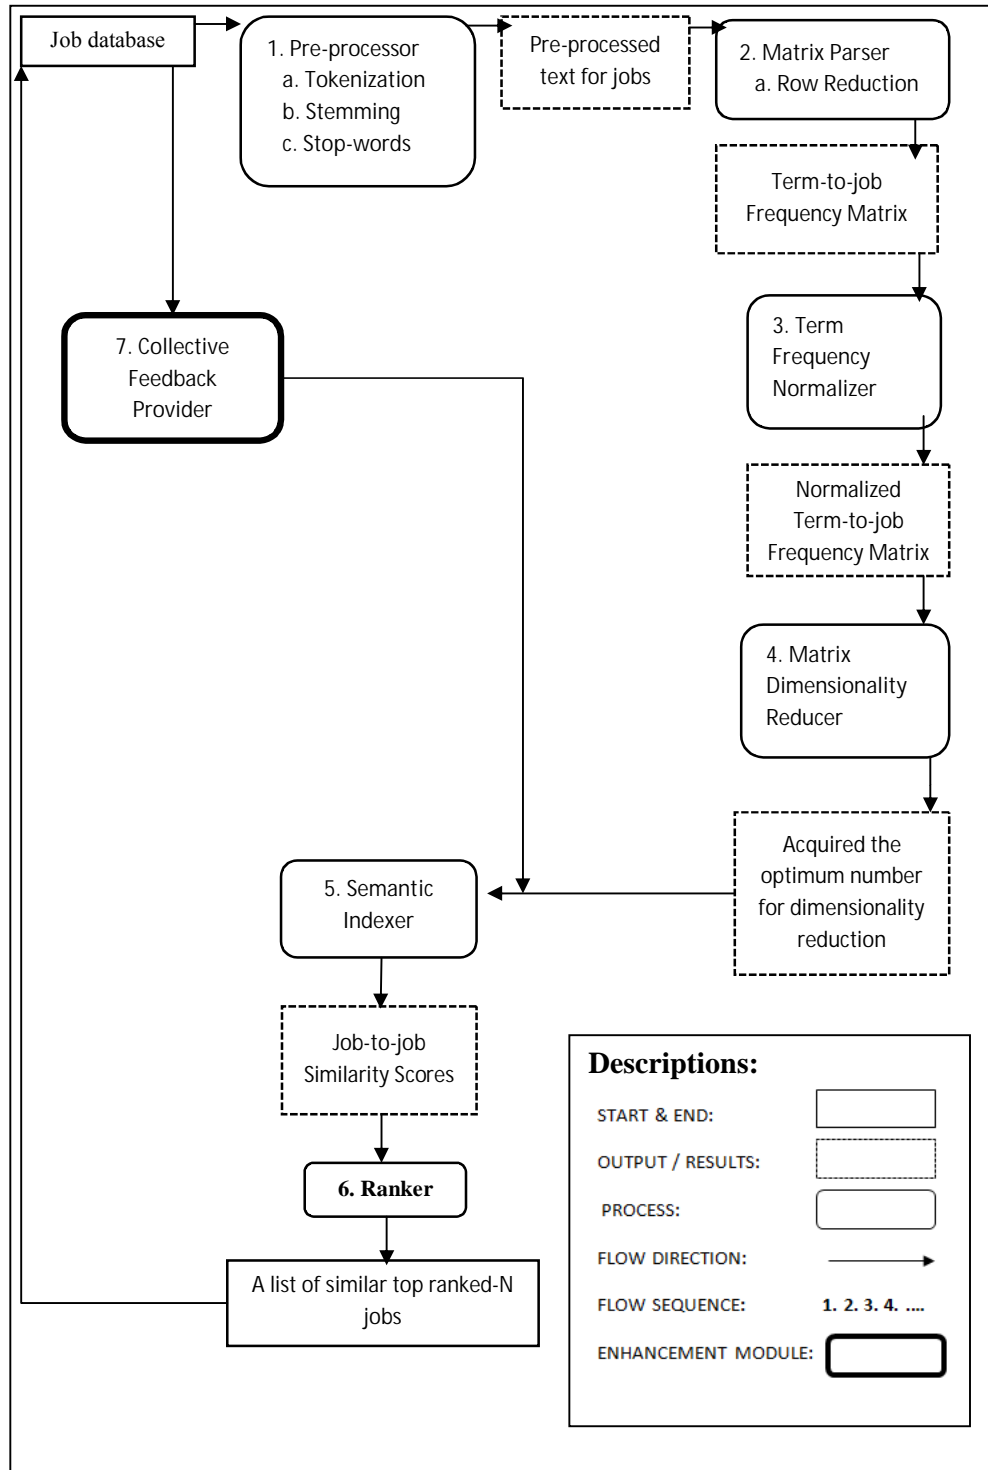 Job database
1. Pre-processor
a. Tokenization
b. Stemming
c. Stop-words
Pre-processed
text for jobs
2. Matrix Parser
a. Row Reduction
Term-to-job
Frequency Matrix
3. Term
Frequency
Normalizer
Normalized
Term-to-job
Frequency Matrix
4. Matrix
Dimensionality
Reducer
Acquired the
optimum number
for dimensionality
reduction
7. Collective
Feedback
Provider
5. Semantic
Indexer
Job-to-job
Similarity Scores
6. Ranker
A list of similar top ranked-N
jobs
Descriptions:
START & END:
OUTPUT / RESULTS:
PROCESS:
FLOW DIRECTION:
FLOW SEQUENCE: 1. 2. 3. 4. ....
ENHANCEMENT MODULE: